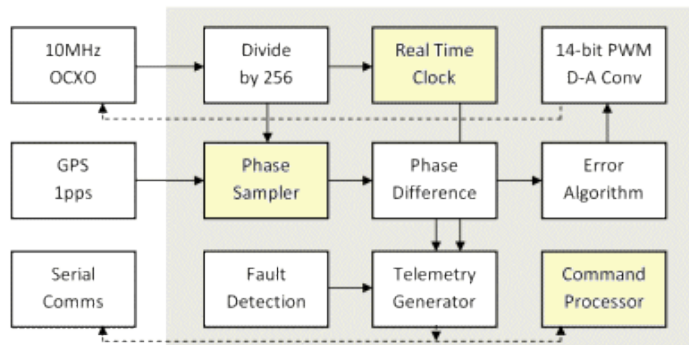 10MHz
OCXO
Divide
by 256
Real Time
Clock
14-bit PWM
D-A Conv
GPS
1pps
Phase
Sampler
Phase
Difference
Error
Algorithm
Serial
Comms
Fault
Detection
Telemetry
Generator
Command
Processor